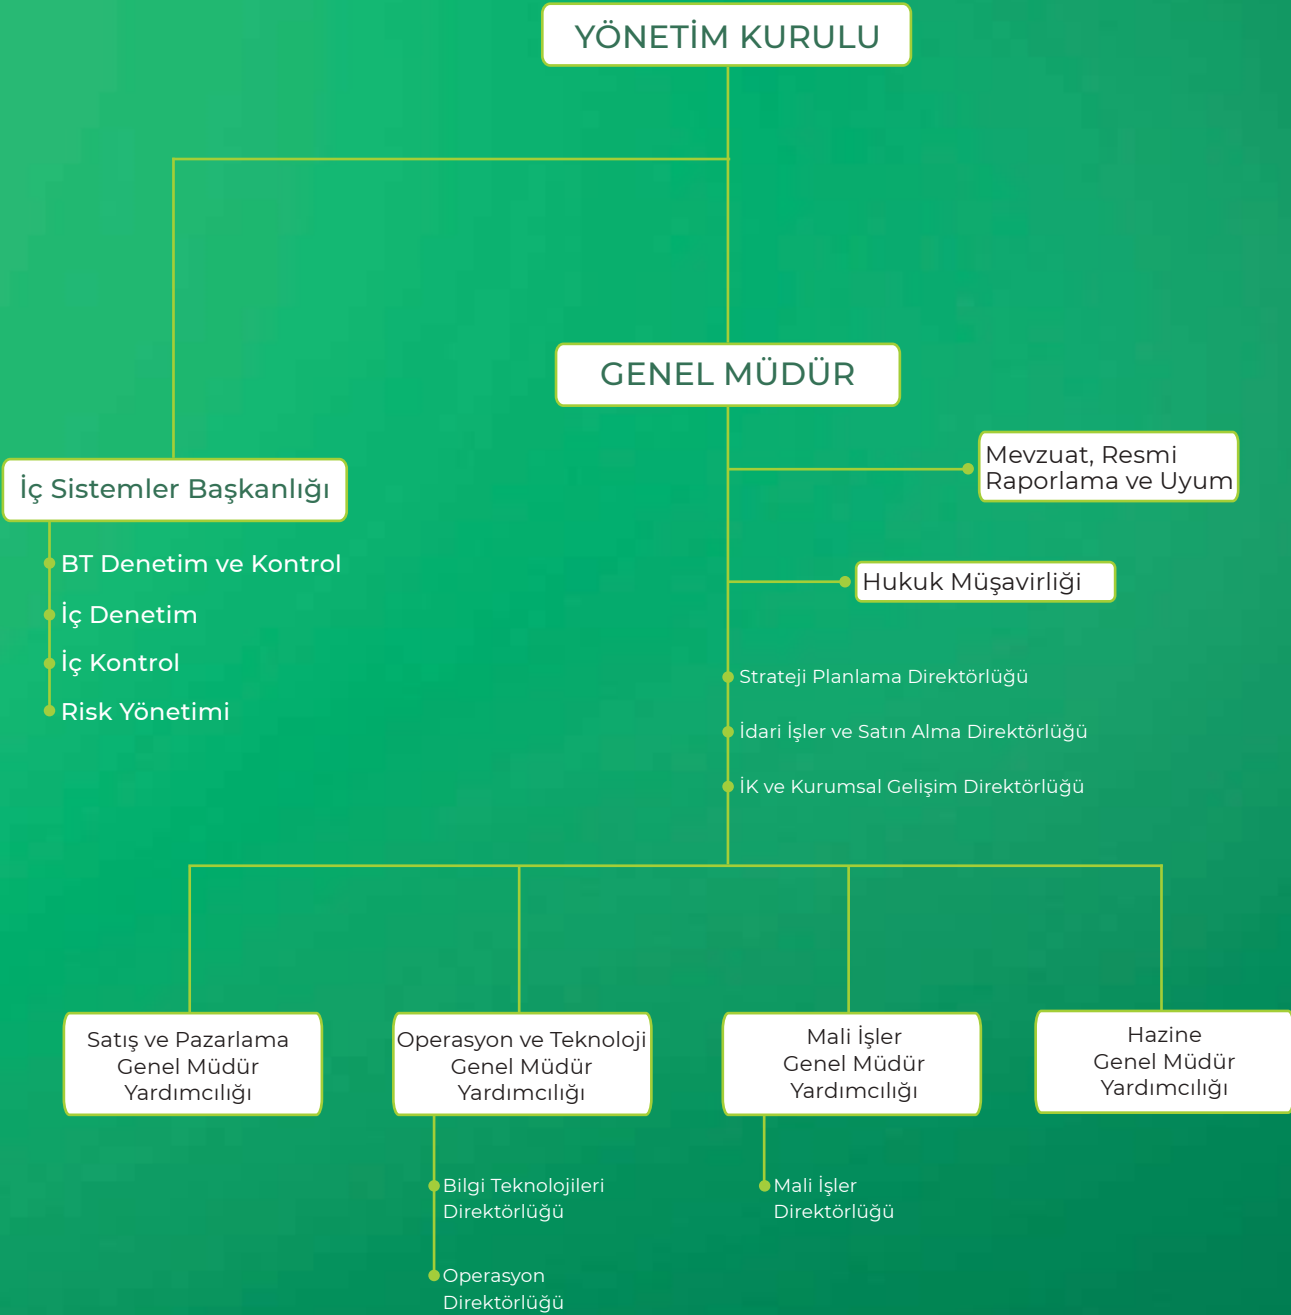 YÖNETİM KURULU
GENEL MÜDÜR
Mevzuat, Resmi
Raporlama ve Uyum
İç Sistemler Başkanlığı
BT Denetim ve Kontrol
İç Denetim
İç Kontrol
Risk Yönetimi
Hukuk Müşavirliği
Strateji Planlama Direktörlüğü
İdari İşler ve Satın Alma Direktörlüğü
İK ve Kurumsal Gelişim Direktörlüğü
Satış ve Pazarlama
Genel Müdür
Yardımcılığı
Operasyon ve Teknoloji
Genel Müdür
Yardımcılığı
Mali İşler
Genel Müdür
Yardımcılığı
Hazine
Genel Müdür
Yardımcılığı
Bilgi Teknolojileri
Direktörlüğü
Operasyon
Direktörlüğü
Mali İşler
Direktörlüğü